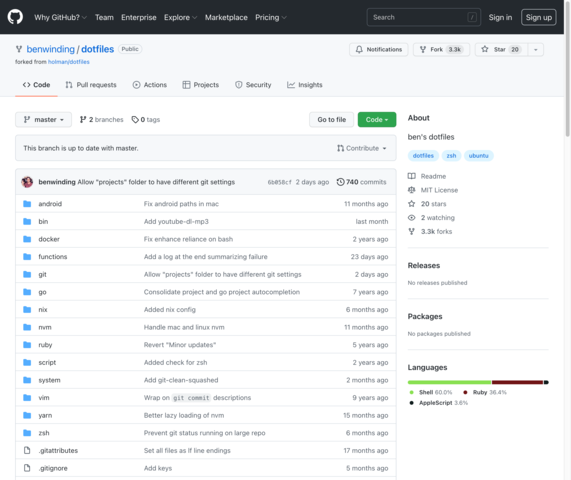 Why GitHub? Team Enterprise Explore Marketplace Pricing Search / Sign in Sign up
benwinding / dotfiles Public Notifications Fork 3.3k Star 20
forked from holman/dotfiles
Code Pull requests Actions Projects Security Insights
master 2 branches 0 tags Go to file Code
This branch is up to date with master. Contribute
benwinding Allow "projects" folder to have different git settings 6b058cf 2 days ago 740 commits
android Fix android paths in mac 11 months ago
bin Add youtube-dl-mp3 last month
docker Fix enhance reliance on bash 2 years ago
functions Add a log at the end summarizing failure 23 days ago
git Allow "projects" folder to have different git settings 2 days ago
go Consolidate project and go project autocompletion 7 years ago
nix Added nix config 6 months ago
nvm Handle mac and linux nvm 11 months ago
ruby Revert "Minor updates" 5 years ago
script Added check for zsh 2 years ago
system Add git-clean-squashed 2 months ago
vim Wrap on git commit descriptions 9 years ago
yarn Better lazy loading of nvm 15 months ago
zsh Prevent git status running on large repo 6 months ago
.gitattributes Set all files as lf line endings 17 months ago
.gitignore Add keys 5 months ago
About
ben's dotfiles
dotfiles zsh ubuntu
Readme
MIT License
20 stars
2 watching
3.3k forks
Releases
No releases published
Packages
No packages published
Languages
Shell 60.0% Ruby 36.4%
AppleScript 3.6%